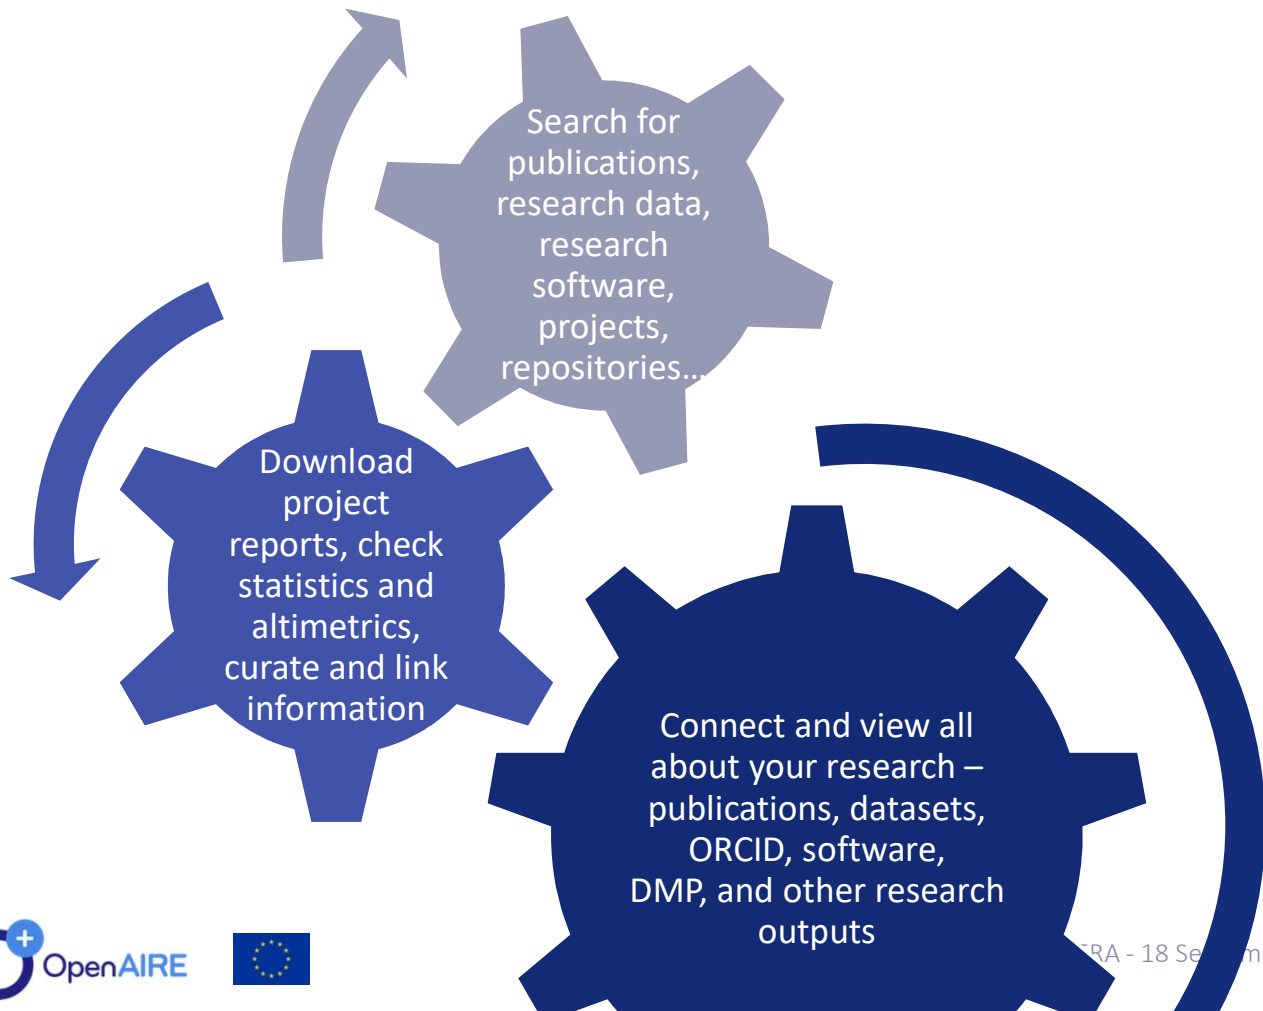 Search for
publications,
research data,
research
software,
projects,
repositories...
Download
project
reports, check
statistics and
altimetrics,
curate and link
information
Connect and view all
about your research –
publications, datasets,
ORCID, software,
DMP, and other research
outputs
OpenAIRE
- 18